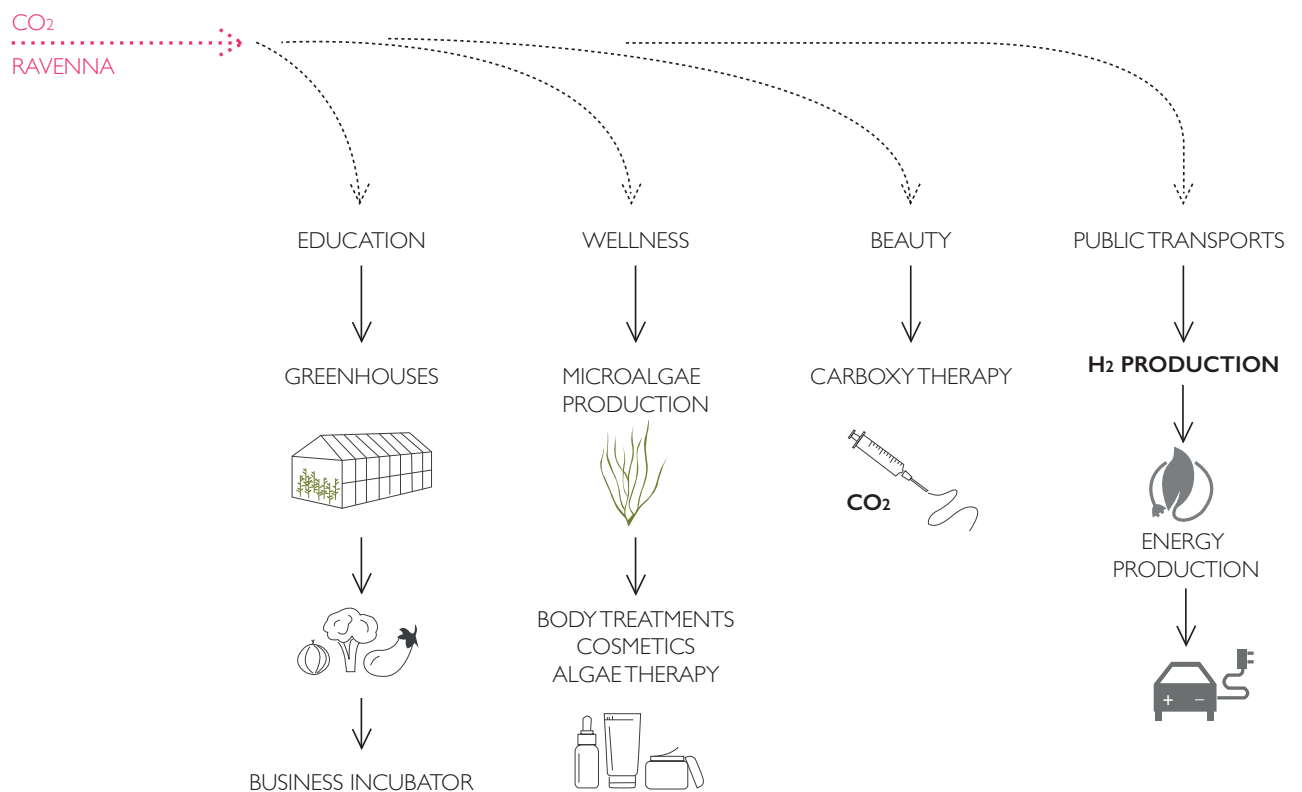 CO2
RAVENNA
EDUCATION
WELLNESS
BEAUTY
PUBLIC TRANSPORTS
GREENHOUSES
MICROALGAE
PRODUCTION
CARBOXY THERAPY
H2 PRODUCTION
CO2
ENERGY
PRODUCTION
BODY TREATMENTS
COSMETICS
ALGAE THERAPY
+ −
BUSINESS INCUBATOR